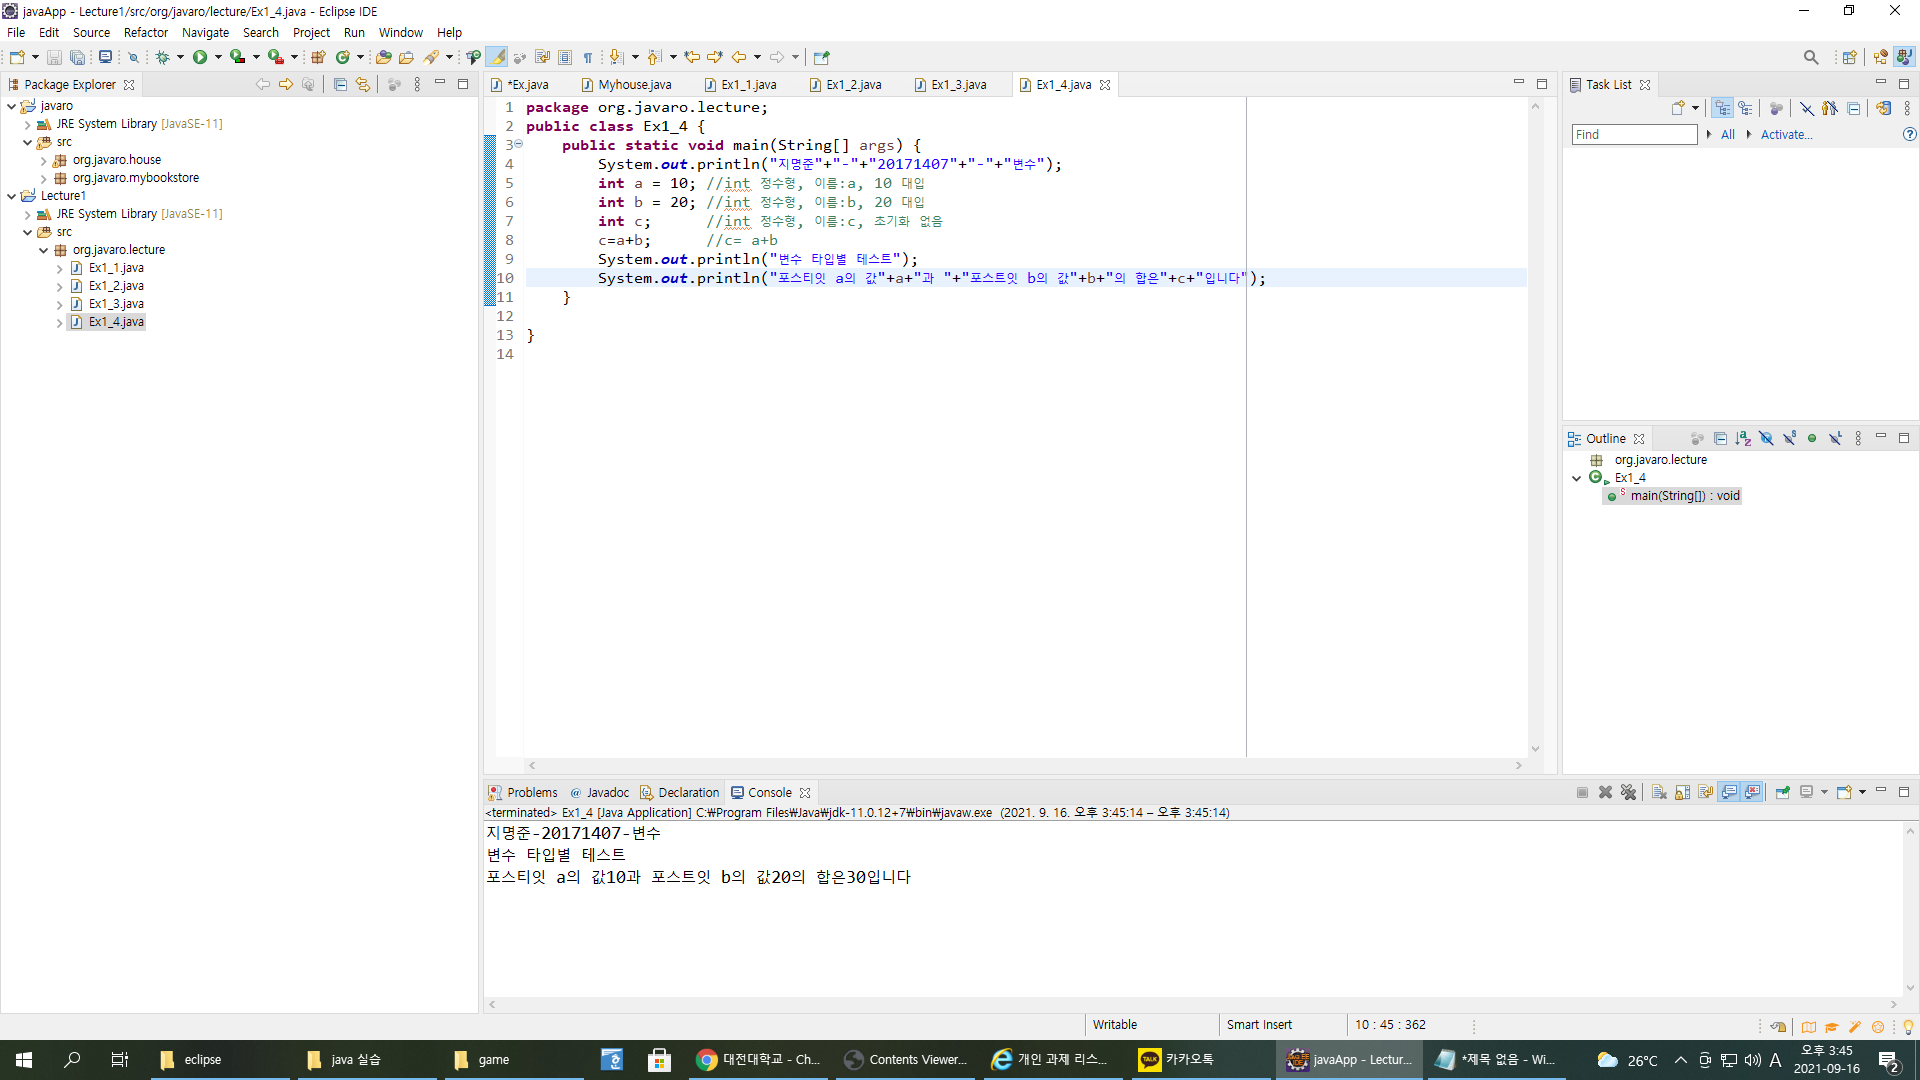 javaApp - Lecture1/src/org/javaro/lecture/Ex1_4.java - Eclipse IDE
File Edit Source Refactor Navigate Search Project Run Window Help
Package Explorer
javaro
JRE System Library [JavaSE-11]
src
org.javaro.house
org.javaro.mybookstore
Lecture1
JRE System Library [JavaSE-11]
src
org.javaro.lecture
Ex1_1.java
Ex1_2.java
Ex1_3.java
Ex1_4.java
*Ex.java Myhouse.java Ex1_1.java Ex1_2.java Ex1_3.java Ex1_4.java
1 package org.javaro.lecture;
2 public class Ex1_4 {
3 public static void main(String[] args) {
4 System.out.println("지명준"+"-"+"20171407"+"-"+"변수");
5 int a = 10; //int 정수형, 이름:a, 10 대입
6 int b = 20; //int 정수형, 이름:b, 20 대입
7 int c; //int 정수형, 이름:c, 초기화 없음
8 c=a+b; //c= a+b
9 System.out.println("변수 타입별 테스트");
10 System.out.println("포스티잇 a의 값"+a+"과 "+"포스트잇 b의 값"+b+"의 합은"+c+"입니다");
11 }
12
13 }
14
Task List
Find All Activate...
Outline
org.javaro.lecture
Ex1_4
main(String[]) : void
Problems @ Javadoc Declaration Console
<terminated> Ex1_4 [Java Application] C:₩Program Files₩Java₩jdk-11.0.12+7₩bin₩javaw.exe (2021. 9. 16. 오후 3:45:14 – 오후 3:45:14)
지명준-20171407-변수
변수 타입별 테스트
포스티잇 a의 값10과 포스트잇 b의 값20의 합은30입니다
Writable Smart Insert 10 : 45 : 362
eclipse java 실습 game 대전대학교 - Ch... Contents Viewer... 개인 과제 리스... 카카오톡 javaApp - Lectur... *제목 없음 - Wi... 26°C A 오후 3:45
2021-09-16 2